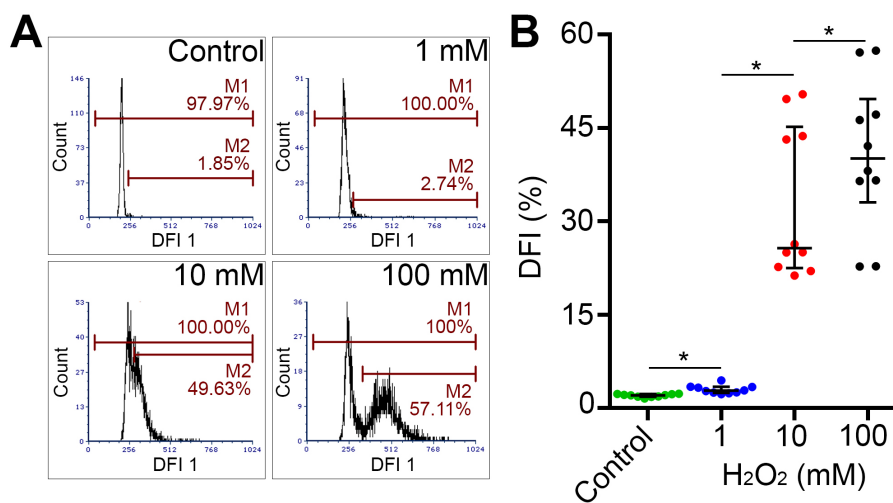 A
Control
146
110
73
37
0
Count
M1
97.97%
M2
1.85%
0 256 512 768 1024
DFI 1
1 mM
91
68
46
23
0
Count
M1
100.00%
M2
2.74%
0 256 512 768 1024
DFI 1
10 mM
53
40
27
13
0
Count
M1
100.00%
M2
49.63%
0 256 512 768 1024
DFI 1
100 mM
36
27
18
9
0
Count
M1
100%
M2
57.11%
0 256 512 768 1024
DFI 1
B
60
45
30
15
0
DFI (%)
*
*
*
Control
1
10
100
H₂O₂ (mM)